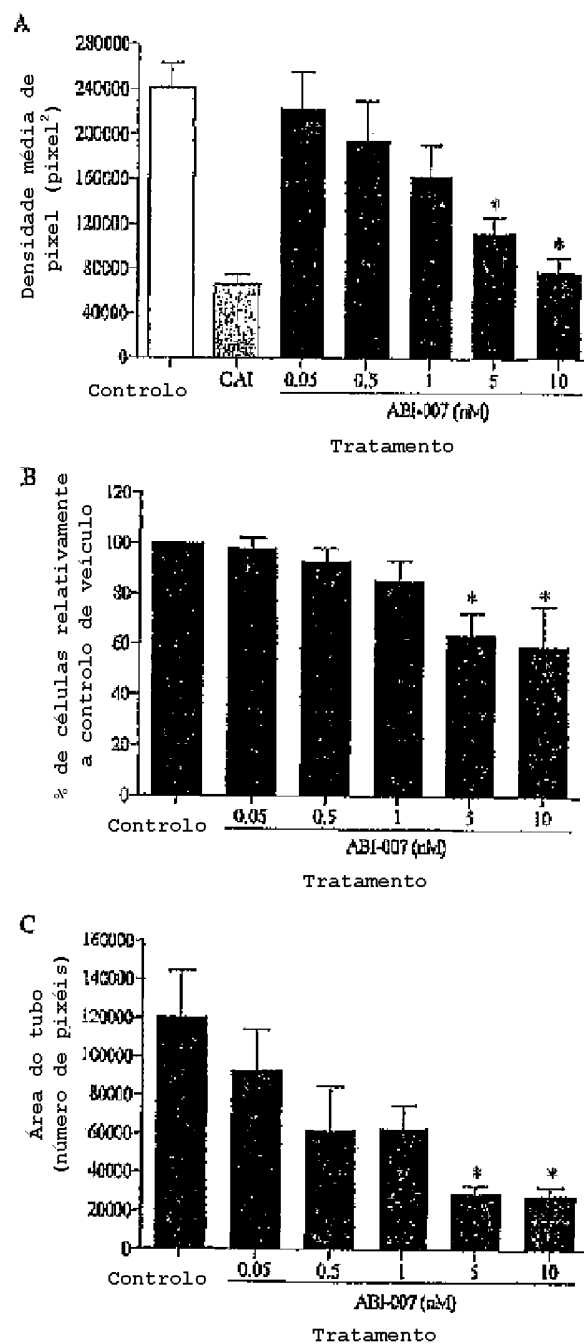 A
Densidade média de
pixel (pixel²)
280000
240000
200000
160000
120000
80000
40000
0
* *
Controlo CAI 0.05 0.5 1 5 10
ABI-007 (nM)
Tratamento
B
% de células relativamente
a controlo de veículo
120
100
80
60
40
20
0
* *
Controlo 0.05 0.5 1 5 10
ABI-007 (nM)
Tratamento
C
Área do tubo
(número de pixéis)
160000
140000
120000
100000
80000
60000
40000
20000
0
* *
Controlo 0.05 0.5 1 5 10
ABI-007 (nM)
Tratamento